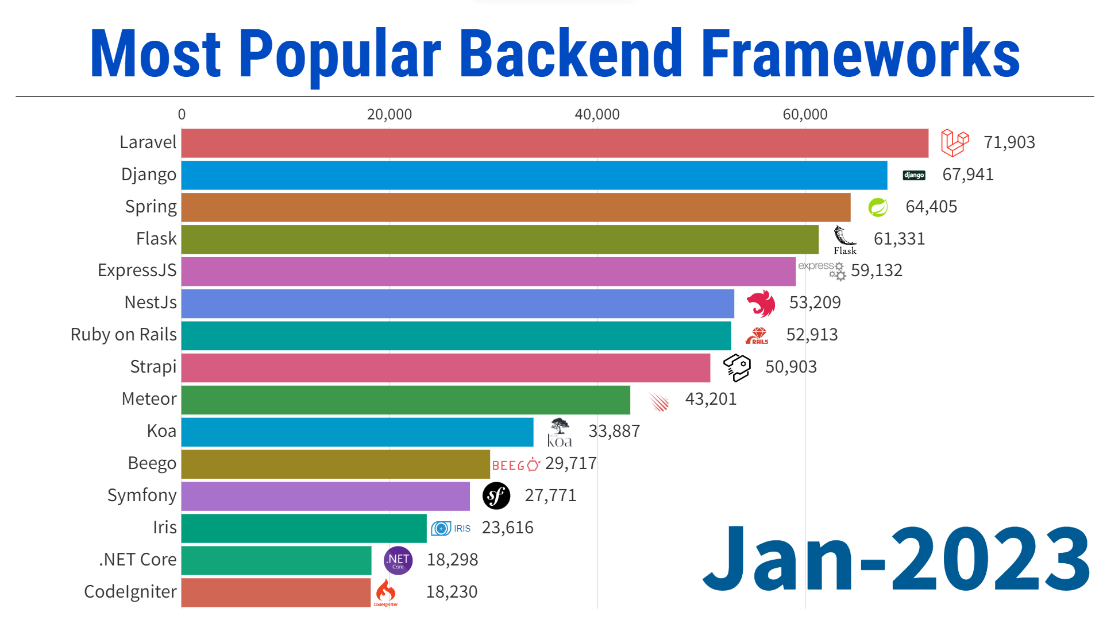 Most Popular Backend Frameworks
0 20,000 40,000 60,000
Laravel 71,903
Django django 67,941
Spring 64,405
Flask Flask 61,331
ExpressJS express 59,132
NestJs 53,209
Ruby on Rails RAILS 52,913
Strapi 50,903
Meteor 43,201
Koa koa 33,887
Beego BEEGO 29,717
Symfony sf 27,771
Iris IRIS 23,616
.NET Core .NET Core 18,298
CodeIgniter CodeIgniter 18,230
Jan-2023